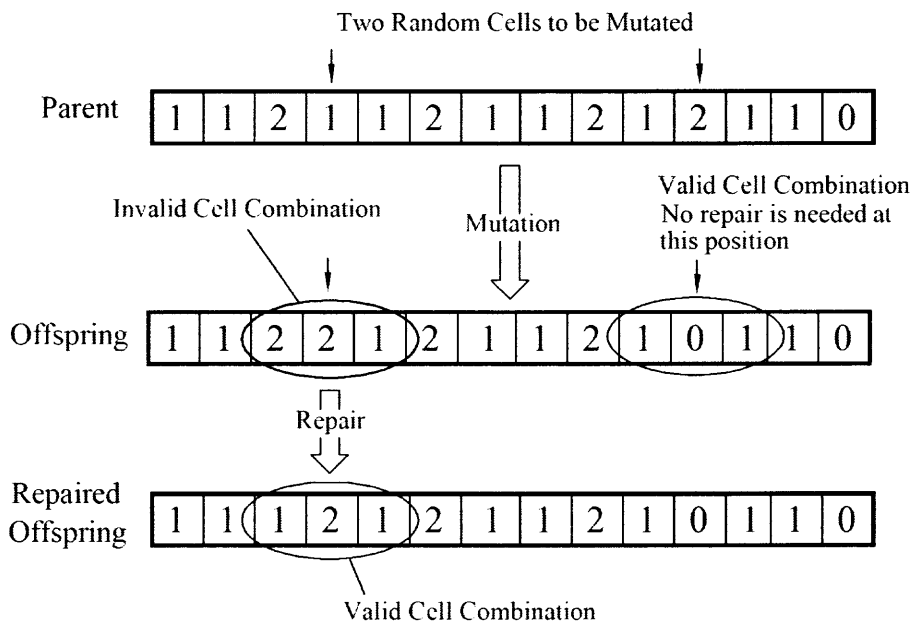 Two Random Cells to be Mutated
Parent
1 1 2 1 1 2 1 1 2 1 2 1 1 0
Invalid Cell Combination
Mutation
Valid Cell Combination
No repair is needed at
this position
Offspring
1 1 2 2 1 2 1 1 2 1 0 1 1 0
Repair
Repaired
Offspring
1 1 1 2 1 2 1 1 2 1 0 1 1 0
Valid Cell Combination